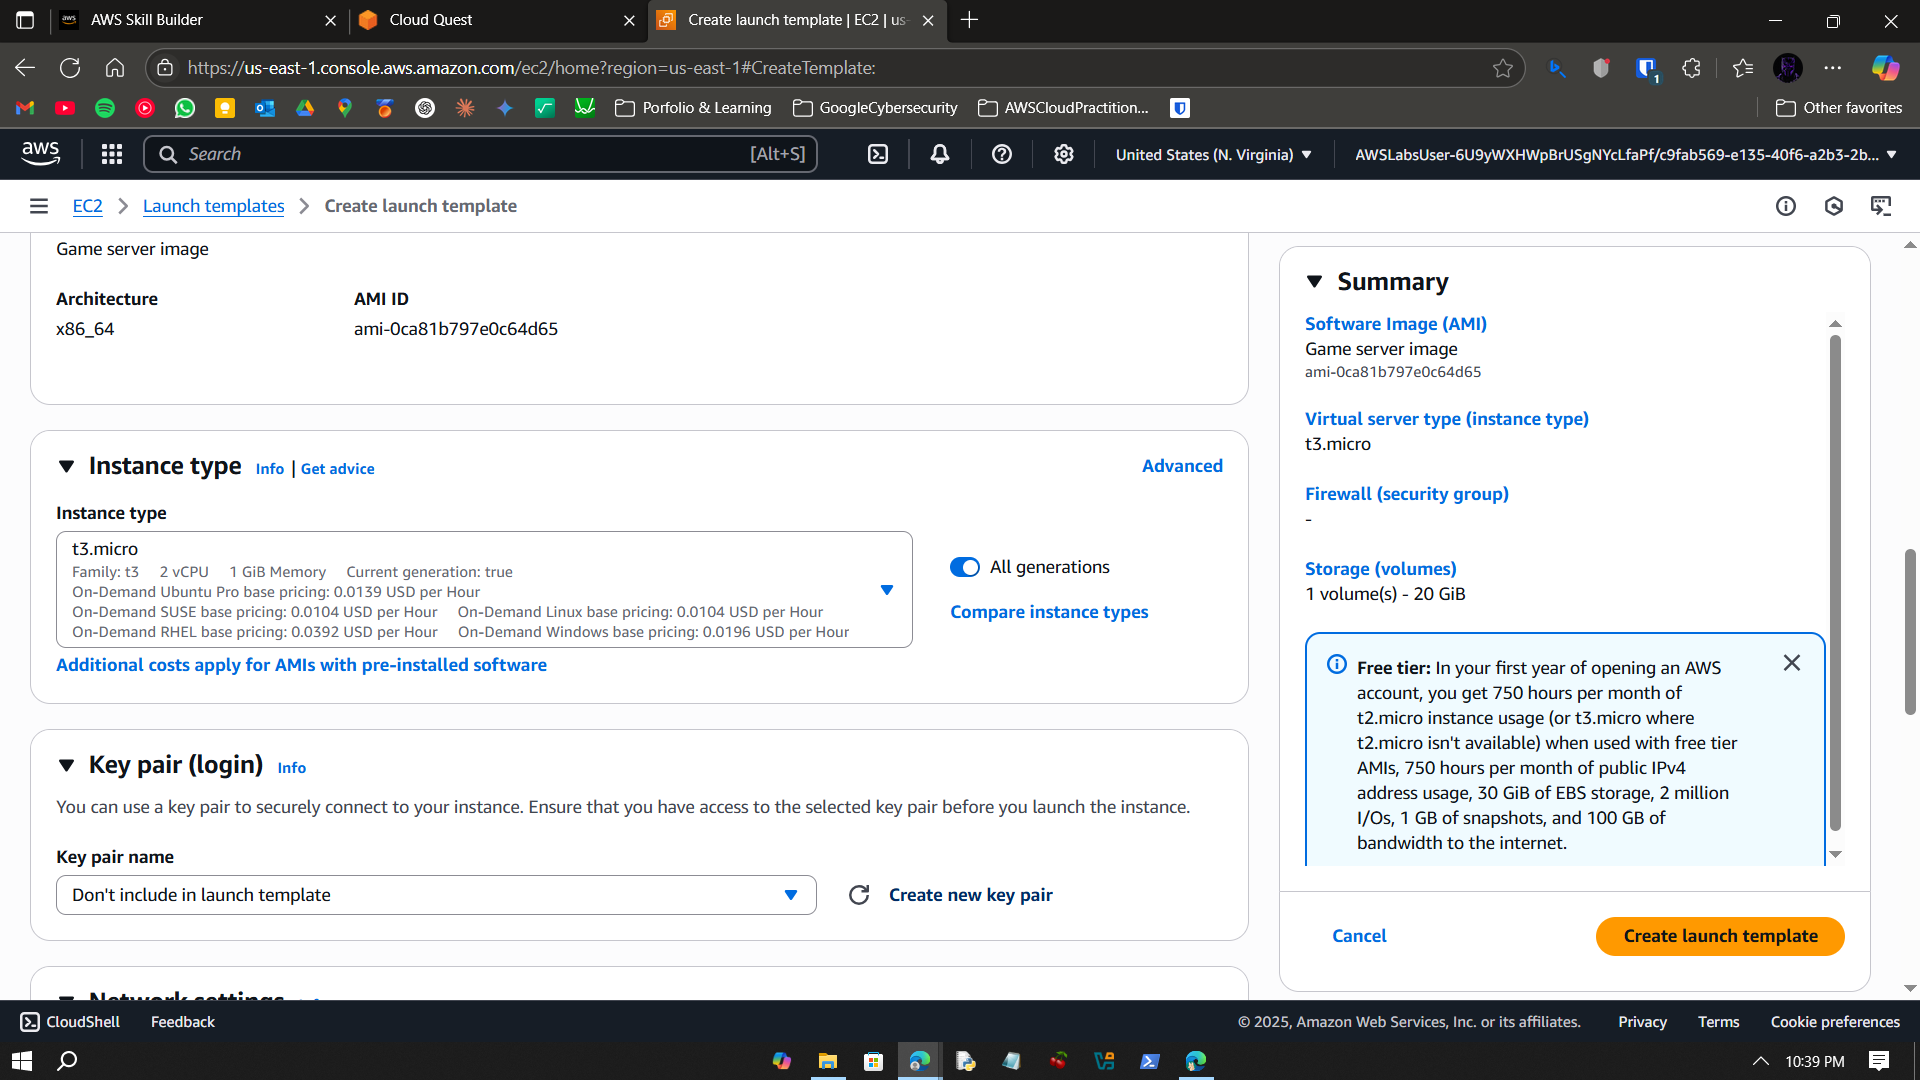 AWS Skill Builder
Cloud Quest
Create launch template | EC2 | us-
https://us-east-1.console.aws.amazon.com/ec2/home?region=us-east-1#CreateTemplate:
1
Porfolio & Learning
GoogleCybersecurity
AWSCloudPractition...
Other favorites
aws
Search
[Alt+S]
United States (N. Virginia)
AWSLabsUser-6U9yWXHWpBrUSgNYcLfaPf/c9fab569-e135-40f6-a2b3-2b...
EC2
Launch templates
Create launch template
Game server image
Architecture
AMI ID
x86_64
ami-0ca81b797e0c64d65
Instance type
Info | Get advice
Advanced
Instance type
t3.micro
Family: t3 2 vCPU 1 GiB Memory Current generation: true
On-Demand Ubuntu Pro base pricing: 0.0139 USD per Hour
On-Demand SUSE base pricing: 0.0104 USD per Hour On-Demand Linux base pricing: 0.0104 USD per Hour
On-Demand RHEL base pricing: 0.0392 USD per Hour On-Demand Windows base pricing: 0.0196 USD per Hour
All generations
Compare instance types
Additional costs apply for AMIs with pre-installed software
Key pair (login)
Info
You can use a key pair to securely connect to your instance. Ensure that you have access to the selected key pair before you launch the instance.
Key pair name
Don't include in launch template
Create new key pair
Network settings
Summary
Software Image (AMI)
Game server image
ami-0ca81b797e0c64d65
Virtual server type (instance type)
t3.micro
Firewall (security group)
-
Storage (volumes)
1 volume(s) - 20 GiB
Free tier: In your first year of opening an AWS
account, you get 750 hours per month of
t2.micro instance usage (or t3.micro where
t2.micro isn't available) when used with free tier
AMIs, 750 hours per month of public IPv4
address usage, 30 GiB of EBS storage, 2 million
I/Os, 1 GB of snapshots, and 100 GB of
bandwidth to the internet.
Cancel
Create launch template
CloudShell
Feedback
© 2025, Amazon Web Services, Inc. or its affiliates.
Privacy
Terms
Cookie preferences
10:39 PM